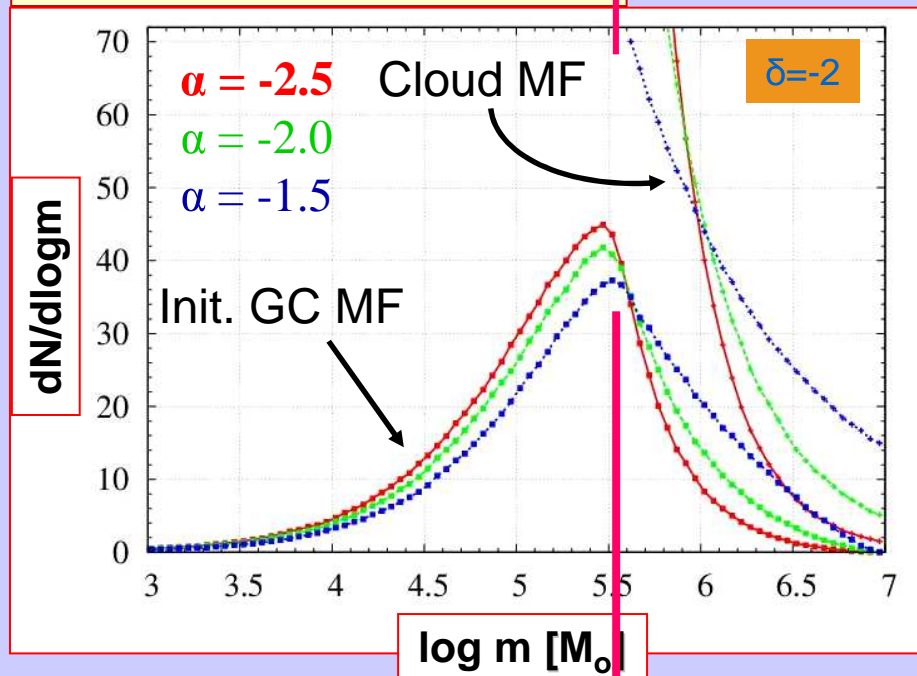 70
60
50
40
30
20
10
0
dN/dlogm
α = -2.5
α = -2.0
α = -1.5
Cloud MF
δ=-2
Init. GC MF
3 3.5 4 4.5 5 5.5 6 6.5 7
log m [Mₒ]